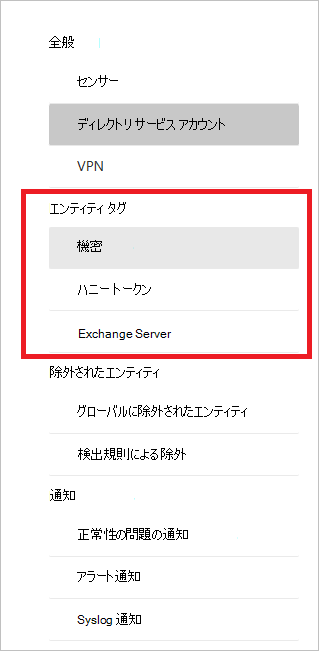 全般
センサー
ディレクトリ サービス アカウント
VPN
エンティティ タグ
機密
ハニートークン
Exchange Server
除外されたエンティティ
グローバルに除外されたエンティティ
検出規則による除外
通知
正常性の問題の通知
アラート通知
Syslog 通知